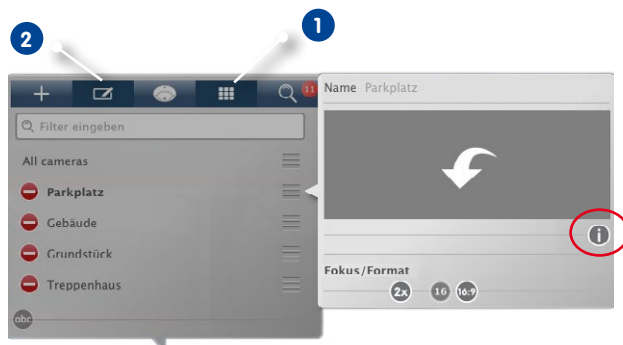 2
1
11
Filter eingeben
All cameras
Parkplatz
Gebäude
Grundstück
Treppenhaus
abc
Name Parkplatz
i
Fokus/Format
2x 16 16:9